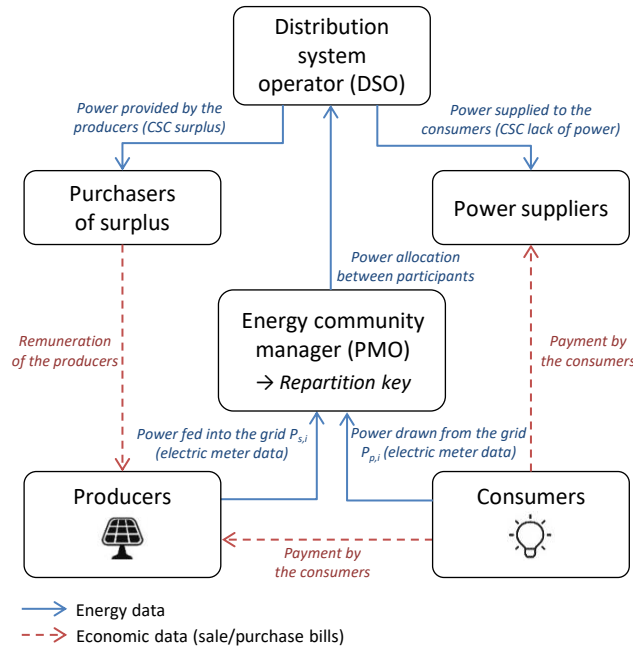 Distribution
system
operator (DSO)
Power provided by the
producers (CSC surplus)
Power supplied to the
consumers (CSC lack of power)
Purchasers
of surplus
Power suppliers
Power allocation
between participants
Remuneration
of the producers
Energy community
manager (PMO)
→ Repartition key
Payment by
the consumers
Power fed into the grid Ps,i
(electric meter data)
Power drawn from the grid
Pp,i (electric meter data)
Producers
Consumers
Payment by
the consumers
Energy data
Economic data (sale/purchase bills)